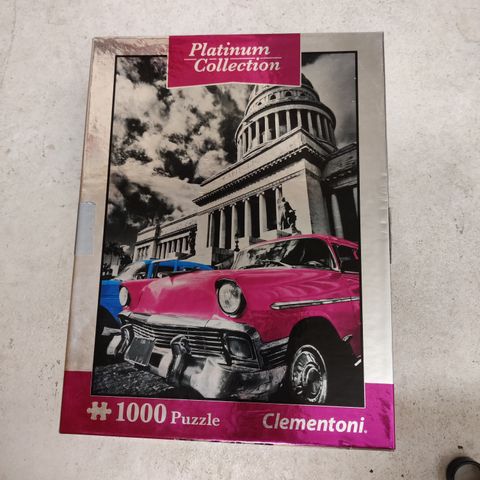 Platinum
Collection
1000 Puzzle
Clementoni.